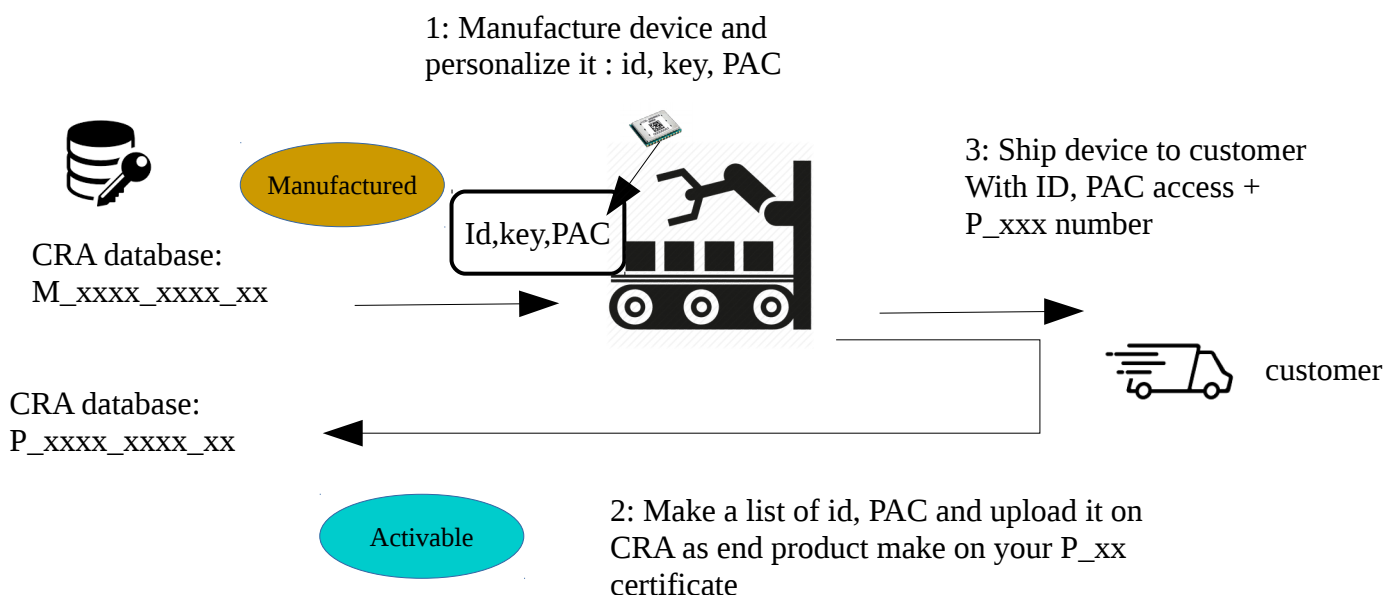 1: Manufacture device and
personalize it : id, key, PAC
Manufactured
Id,key,PAC
CRA database:
M_xxxx_xxxx_xx
3: Ship device to customer
With ID, PAC access +
P_xxx number
customer
CRA database:
P_xxxx_xxxx_xx
Activable
2: Make a list of id, PAC and upload it on
CRA as end product make on your P_xx
certificate